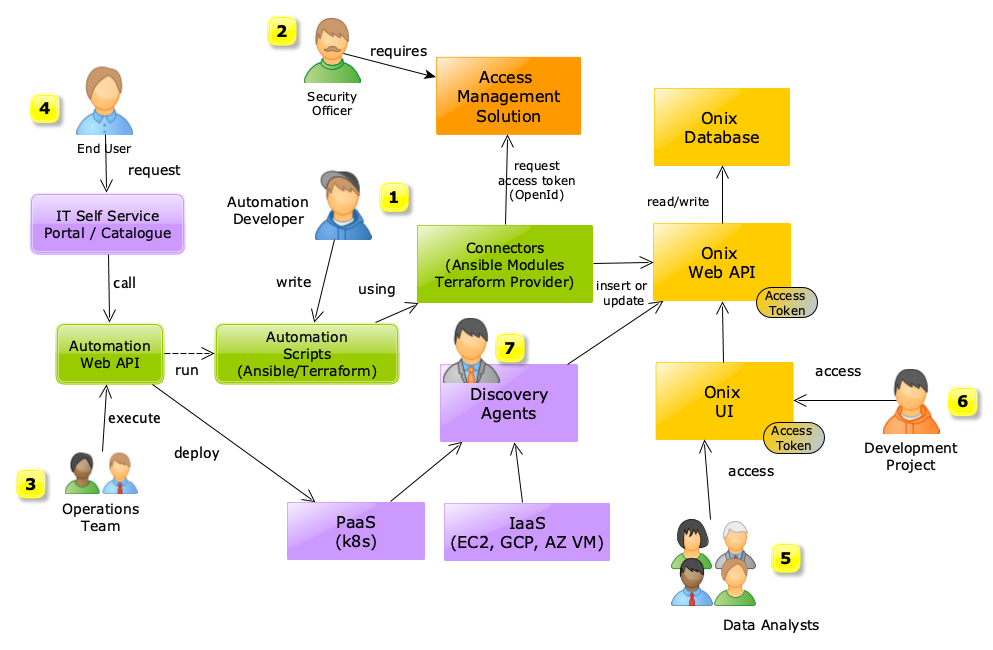 2
requires
Security
Officer
Access
Management
Solution
4
End User
request
Onix
Database
IT Self Service
Portal / Catalogue
Automation
Developer
1
request
access token
(OpenId)
read/write
call
write
using
Connectors
(Ansible Modules
Terraform Provider)
insert or
update
Onix
Web API
Access
Token
Automation
Web API
run
Automation
Scripts
(Ansible/Terraform)
7
Discovery
Agents
Onix
UI
Access
Token
access
6
Development
Project
execute
deploy
3
Operations
Team
PaaS
(k8s)
IaaS
(EC2, GCP, AZ VM)
access
5
Data Analysts